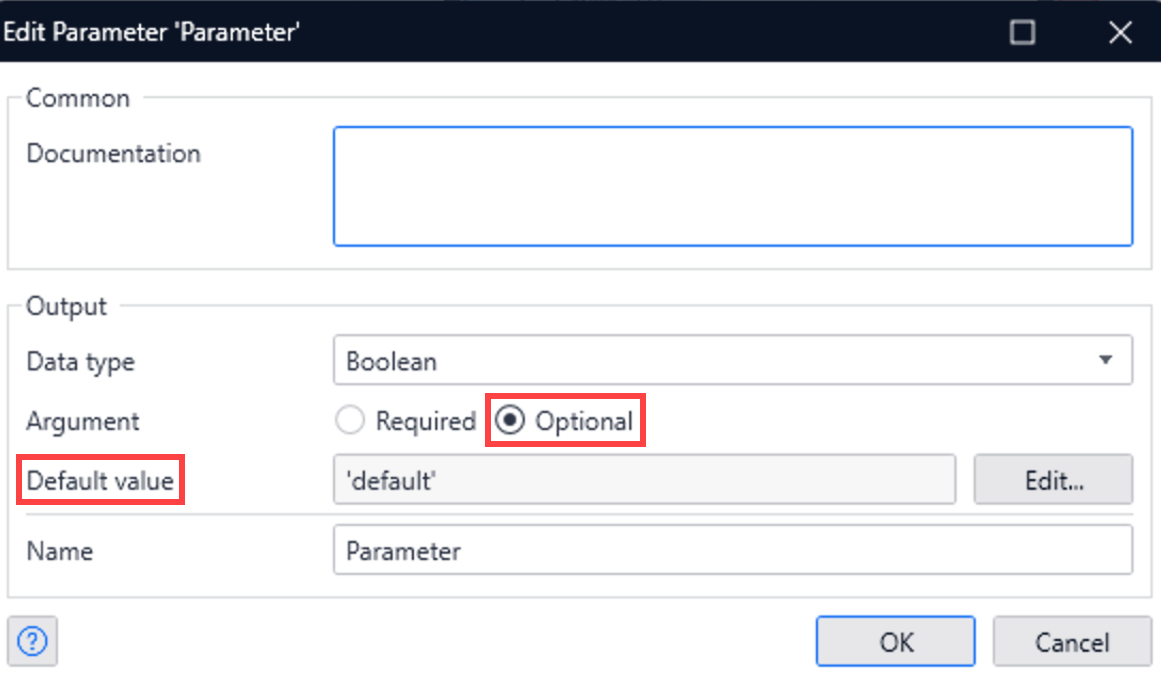 Edit Parameter 'Parameter'
Common
Documentation
Output
Data type Boolean
Argument Required Optional
Default value 'default' Edit...
Name Parameter
? OK Cancel